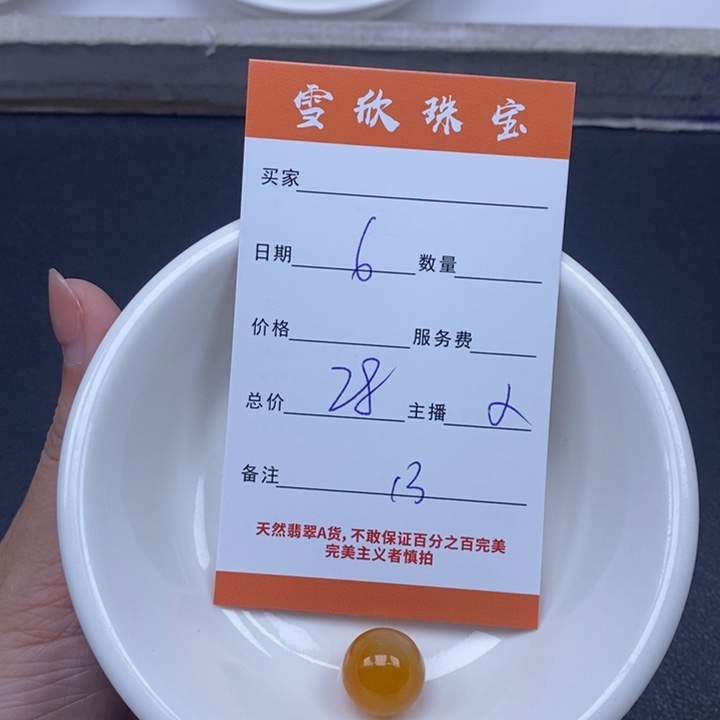 雪欣珠宝
买家
日期 6 数量
价格 服务费
总价 28 主播 2
备注 13
天然翡翠A货,不敢保证百分之百完美
完美主义者慎拍